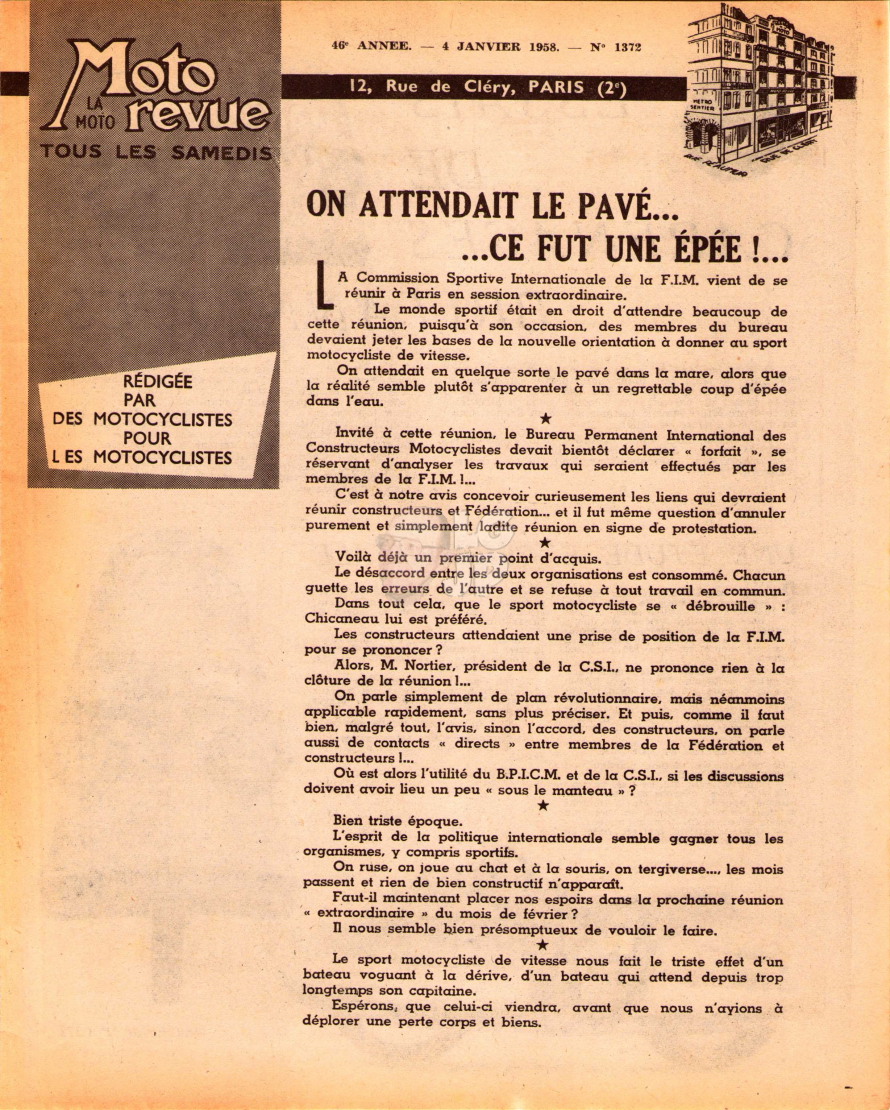 46e ANNEE. — 4 JANVIER 1958. — N° 1372
12, Rue de Cléry, PARIS (2e)
METRO
SENTIER
RUE RÉAUMUR
RUE DE CLÉRY
Moto
LA
MOTO
revue
TOUS LES SAMEDIS
RÉDIGÉE
PAR
DES MOTOCYCLISTES
POUR
LES MOTOCYCLISTES
ON ATTENDAIT LE PAVÉ...
...CE FUT UNE ÉPÉE !...
LA Commission Sportive Internationale de la F.I.M. vient de se
réunir à Paris en session extraordinaire.
Le monde sportif était en droit d'attendre beaucoup de
cette réunion, puisqu'à son occasion, des membres du bureau
devaient jeter les bases de la nouvelle orientation à donner au sport
motocycliste de vitesse.
On attendait en quelque sorte le pavé dans la mare, alors que
la réalité semble plutôt s'apparenter à un regrettable coup d'épée
dans l'eau.
★
Invité à cette réunion, le Bureau Permanent International des
Constructeurs Motocyclistes devait bientôt déclarer « forfait », se
réservant d'analyser les travaux qui seraient effectués par les
membres de la F.I.M. !...
C'est à notre avis concevoir curieusement les liens qui devraient
réunir constructeurs et Fédération... et il fut même question d'annuler
purement et simplement ladite réunion en signe de protestation.
★
Voilà déjà un premier point d'acquis.
Le désaccord entre les deux organisations est consommé. Chacun
guette les erreurs de l'autre et se refuse à tout travail en commun.
Dans tout cela, que le sport motocycliste se « débrouille » :
Chicaneau lui est préféré.
Les constructeurs attendaient une prise de position de la F.I.M.
pour se prononcer ?
Alors, M. Nortier, président de la C.S.I., ne prononce rien à la
clôture de la réunion !...
On parle simplement de plan révolutionnaire, mais néanmoins
applicable rapidement, sans plus préciser. Et puis, comme il faut
bien, malgré tout, l'avis, sinon l'accord, des constructeurs, on parle
aussi de contacts « directs » entre membres de la Fédération et
constructeurs !...
Où est alors l'utilité du B.P.I.C.M. et de la C.S.I., si les discussions
doivent avoir lieu un peu « sous le manteau » ?
★
Bien triste époque.
L'esprit de la politique internationale semble gagner tous les
organismes, y compris sportifs.
On ruse, on joue au chat et à la souris, on tergiverse..., les mois
passent et rien de bien constructif n'apparaît.
Faut-il maintenant placer nos espoirs dans la prochaine réunion
« extraordinaire » du mois de février ?
Il nous semble bien présomptueux de vouloir le faire.
★
Le sport motocycliste de vitesse nous fait le triste effet d'un
bateau voguant à la dérive, d'un bateau qui attend depuis trop
longtemps son capitaine.
Espérons, que celui-ci viendra, avant que nous n'ayions à
déplorer une perte corps et biens.